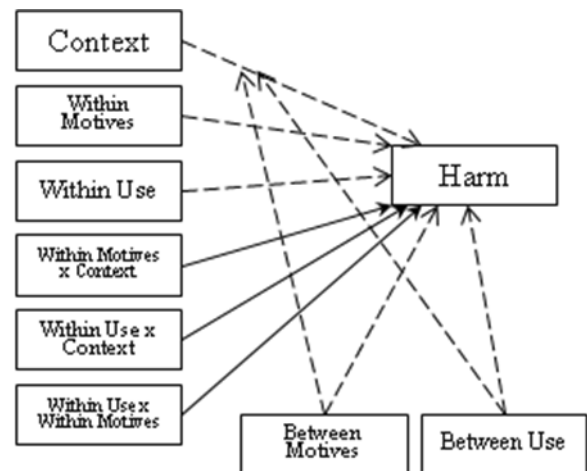 Context
Within
Motives
Within Use
Harm
Within Motives
x Context
Within Use x
Context
Within Use x
Within Motives
Between
Motives
Between Use